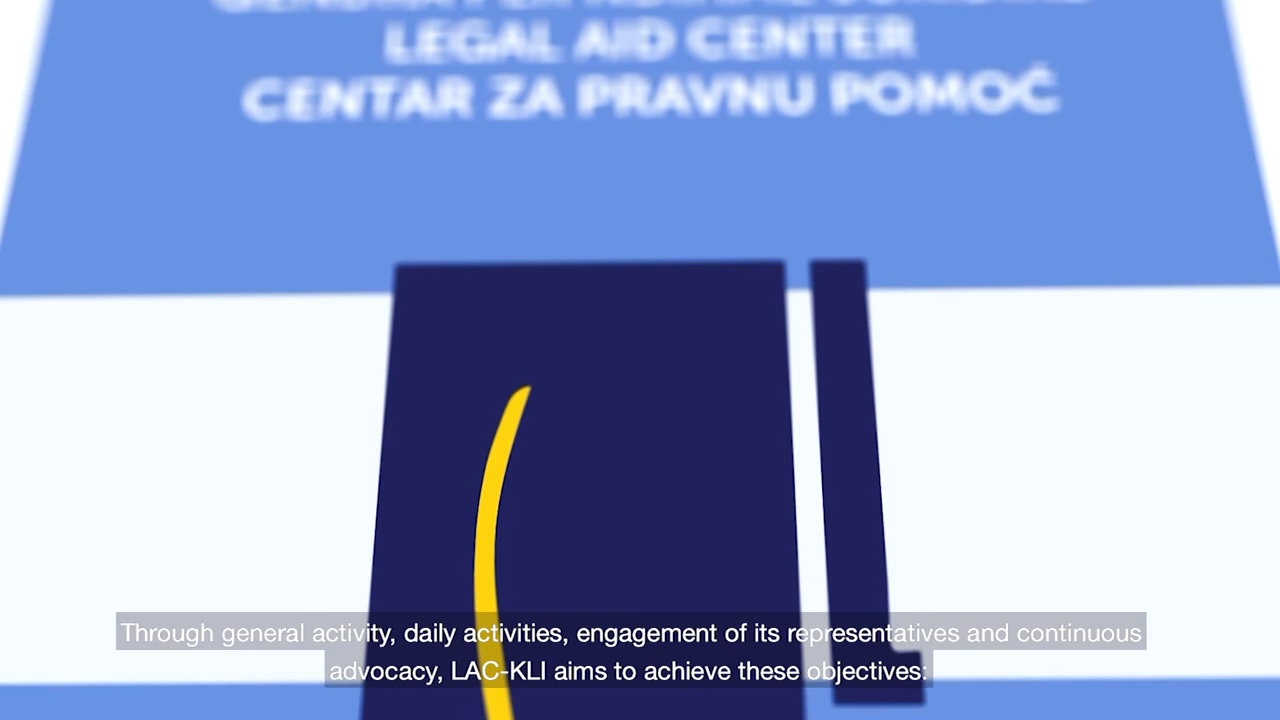 LEGAL AID CENTER
CENTAR ZA PRAVNU POMOĆ
Through general activity, daily activities, engagement of its representatives and continuous
advocacy, LAC-KLI aims to achieve these objectives: